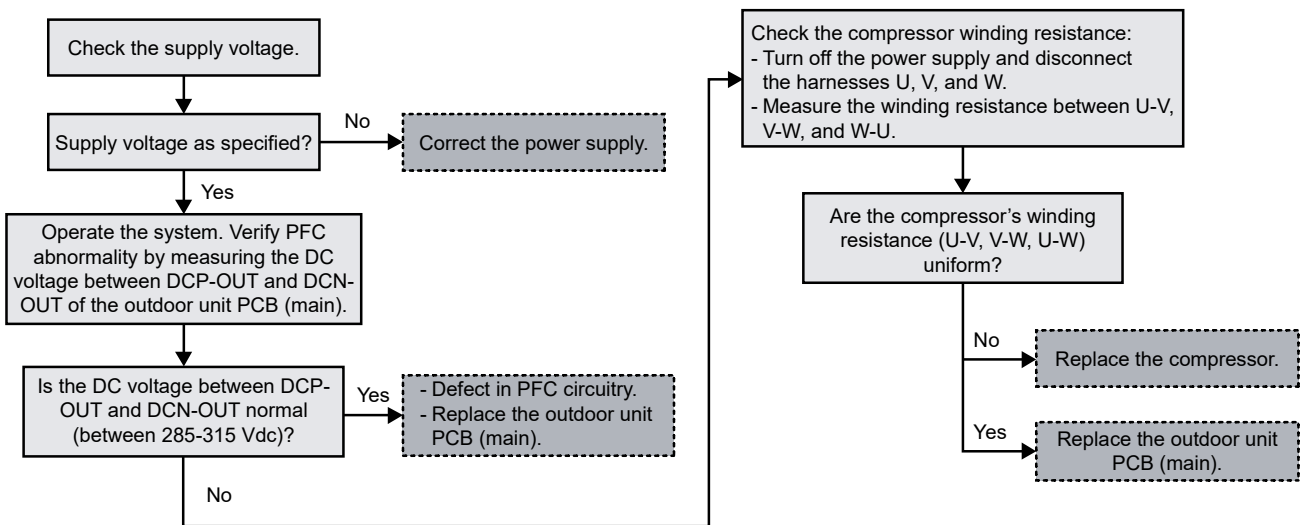 Check the supply voltage.
Supply voltage as specified?
No
Correct the power supply.
Yes
Operate the system. Verify PFC
abnormality by measuring the DC
voltage between DCP-OUT and DCN-
OUT of the outdoor unit PCB (main).
Is the DC voltage between DCP-
OUT and DCN-OUT normal
(between 285-315 Vdc)?
Yes
- Defect in PFC circuitry.
- Replace the outdoor unit
PCB (main).
No
Check the compressor winding resistance:
- Turn off the power supply and disconnect
the harnesses U, V, and W.
- Measure the winding resistance between U-V,
V-W, and W-U.
Are the compressor’s winding
resistance (U-V, V-W, U-W)
uniform?
No
Replace the compressor.
Yes
Replace the outdoor unit
PCB (main).